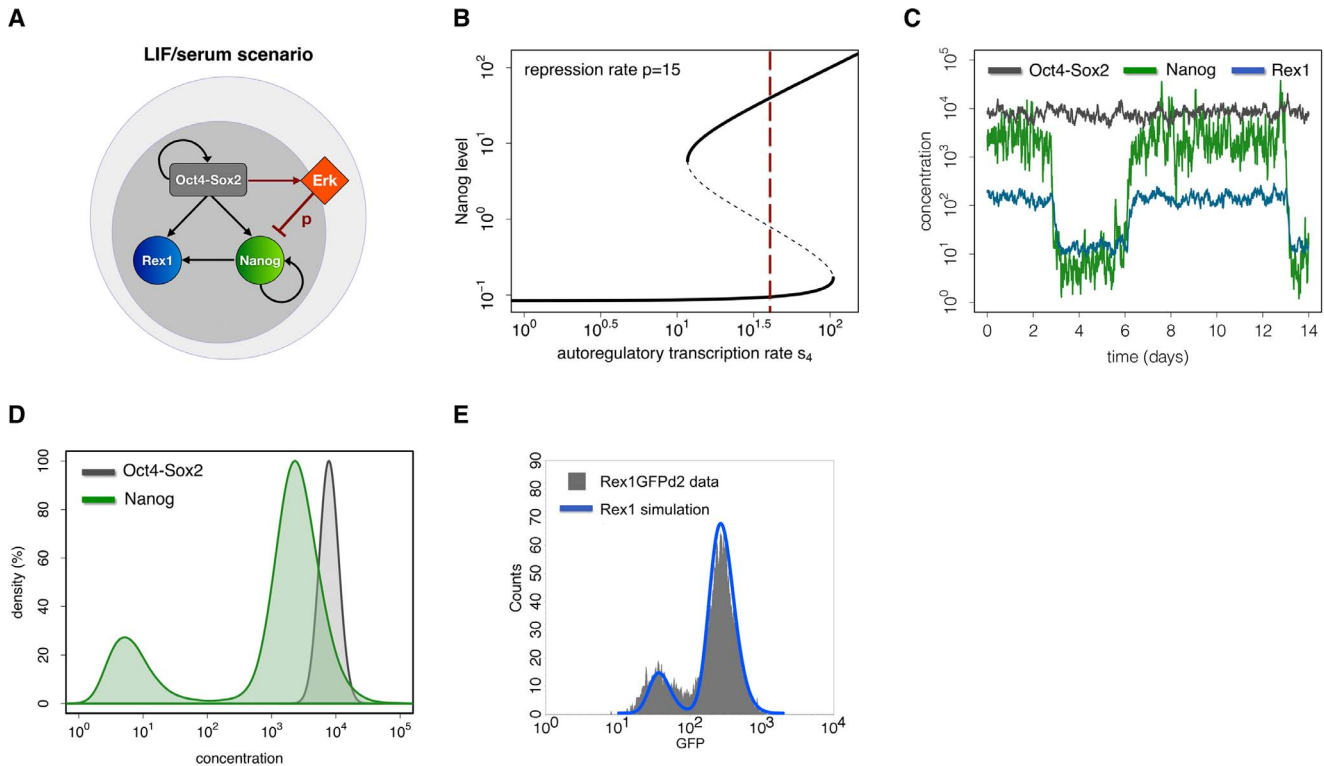 A
LIF/serum scenario
Oct4-Sox2
Erk
p
Rex1
Nanog
B
repression rate p=15
Nanog level
10^2
10^1
10^0
10^-1
10^0 10^0.5 10^1 10^1.5 10^2
autoregulatory transcription rate s4
C
Oct4-Sox2 Nanog Rex1
concentration
10^5
10^4
10^3
10^2
10^1
10^0
0 2 4 6 8 10 12 14
time (days)
D
Oct4-Sox2
Nanog
density (%)
100
80
60
40
20
0
10^0 10^1 10^2 10^3 10^4 10^5
concentration
E
Rex1GFPd2 data
Rex1 simulation
Counts
90
80
70
60
50
40
30
20
10
0
10^0 10^1 10^2 10^3 10^4
GFP